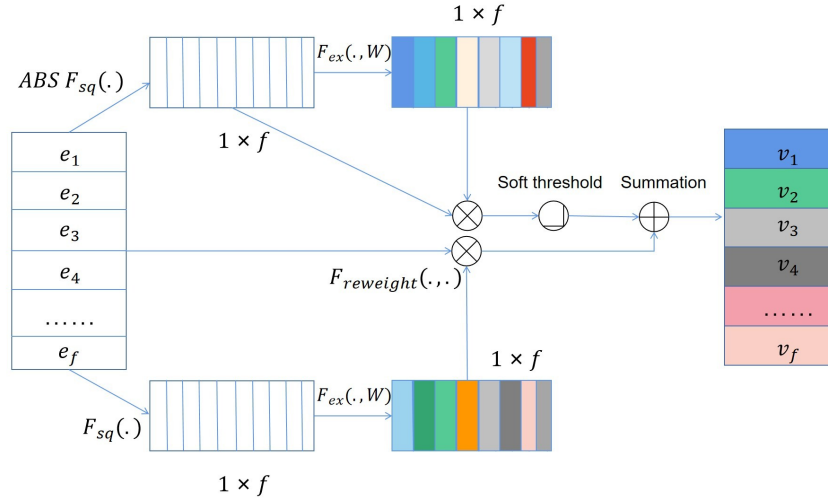 1 × f
F_ex(., W)
ABS F_sq(.)
1 × f
e_1
e_2
e_3
e_4
......
e_f
Soft threshold
Summation
F_reweight(., .)
v_1
v_2
v_3
v_4
......
v_f
1 × f
F_ex(., W)
F_sq(.)
1 × f